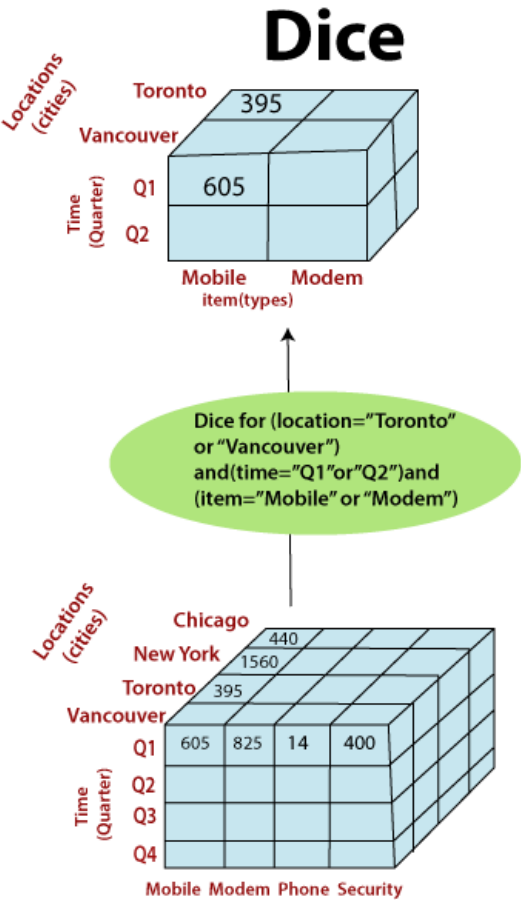 Dice
Locations
(cities)
Toronto
395
Vancouver
Time
(Quarter)
Q1
605
Q2
Mobile Modem
item(types)
Dice for (location="Toronto"
or "Vancouver")
and(time="Q1"or"Q2")and
(item="Mobile" or "Modem")
Locations
(cities)
Chicago
440
New York
1560
Toronto
395
Vancouver
Time
(Quarter)
Q1 605 825 14 400
Q2
Q3
Q4
Mobile Modem Phone Security